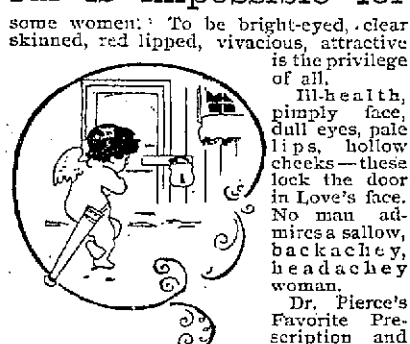 some women. To be bright-eyed, clear
skinned, red lipped, vivacious, attractive
is the privilege
of all.
Ill-health,
pimply face,
dull eyes, pale
lips, hollow
cheeks—these
lock the door
in Love's face.
No man ad-
mires a sallow,
backachey,
headachey
woman.
Dr. Pierce's
Favorite Pre-
scription and